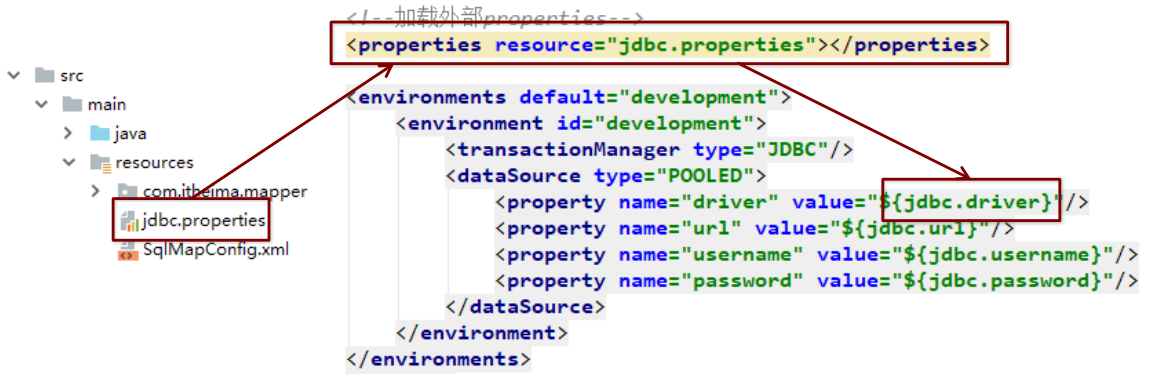 <!--加载外部properties-->
<properties resource="jdbc.properties"></properties>
src
main
java
resources
com.itheima.mapper
jdbc.properties
SqlMapConfig.xml
<environments default="development">
<environment id="development">
<transactionManager type="JDBC"/>
<dataSource type="POOLED">
<property name="driver" value="${jdbc.driver}"/>
<property name="url" value="${jdbc.url}"/>
<property name="username" value="${jdbc.username}"/>
<property name="password" value="${jdbc.password}"/>
</dataSource>
</environment>
</environments>